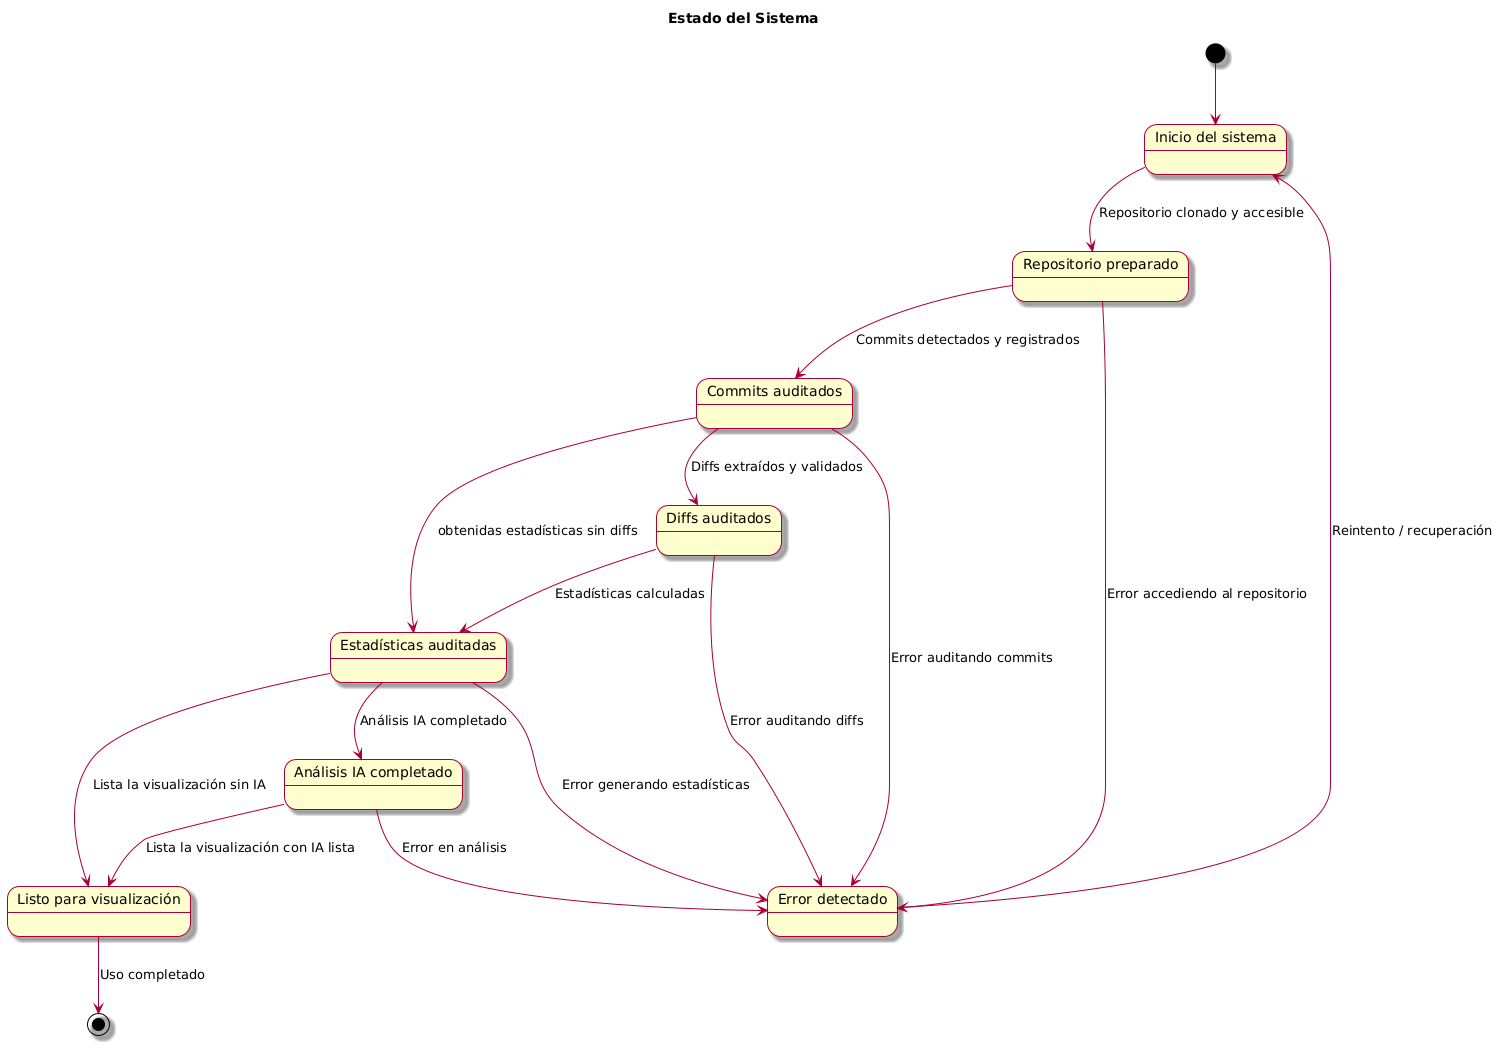 Estado del Sistema
Inicio del sistema
Repositorio clonado y accesible
Repositorio preparado
Commits detectados y registrados
Commits auditados
Diffs extraídos y validados
Diffs auditados
obtenidas estadísticas sin diffs
Reintento / recuperación
Estadísticas calculadas
Error accediendo al repositorio
Estadísticas auditadas
Error auditando commits
Análisis IA completado
Error auditando diffs
Análisis IA completado
Lista la visualización sin IA
Error generando estadísticas
Lista la visualización con IA lista
Error en análisis
Listo para visualización
Error detectado
Uso completado